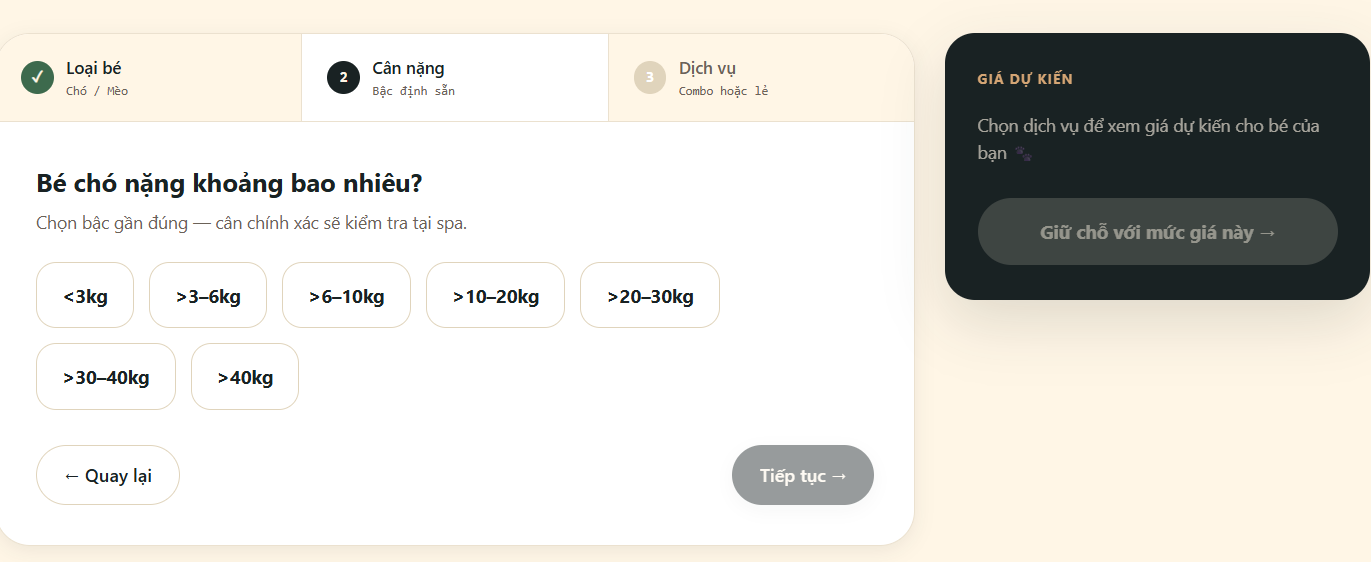 ✓
Loại bé
Chó / Mèo
2
Cân nặng
Bậc định sẵn
3
Dịch vụ
Combo hoặc lẻ
Bé chó nặng khoảng bao nhiêu?
Chọn bậc gần đúng — cân chính xác sẽ kiểm tra tại spa.
<3kg
>3–6kg
>6–10kg
>10–20kg
>20–30kg
>30–40kg
>40kg
← Quay lại
Tiếp tục →
GIÁ DỰ KIẾN
Chọn dịch vụ để xem giá dự kiến cho bé của
bạn 🐾
Giữ chỗ với mức giá này →